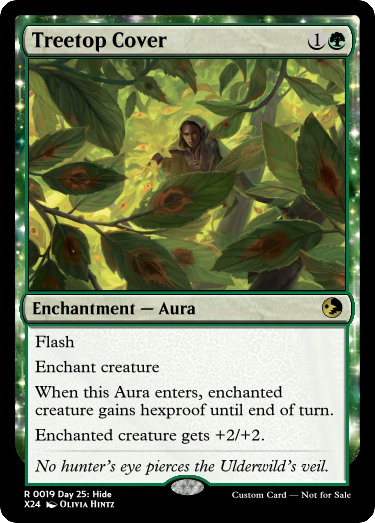 Treetop Cover 1
Enchantment — Aura
Flash
Enchant creature
When this Aura enters, enchanted
creature gains hexproof until end of turn.
Enchanted creature gets +2/+2.
No hunter's eye pierces the Ulderwild's veil.
R 0019 Day 25: Hide
Custom Card — Not for Sale
X24 Olivia Hintz